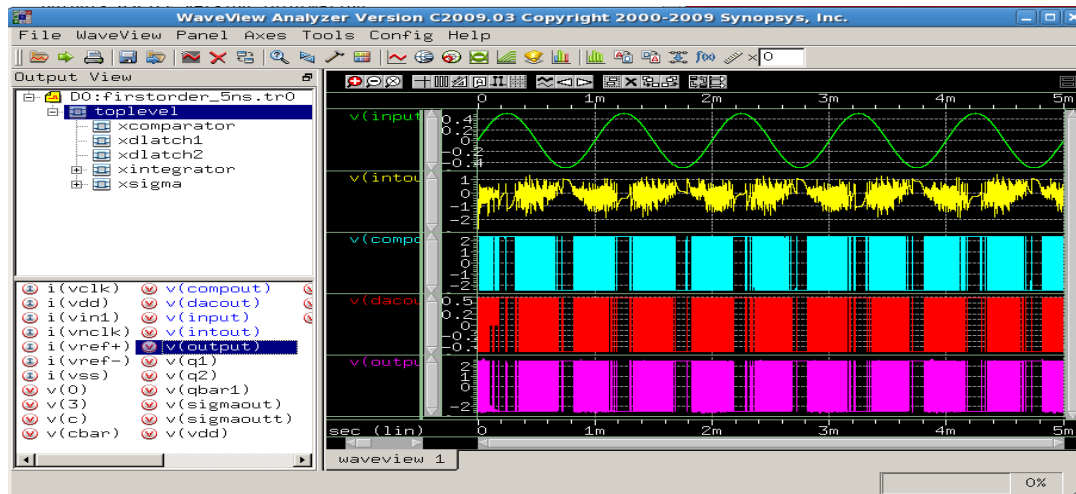 WaveView Analyzer Version C2009.03 Copyright 2000-2009 Synopsys, Inc.
File WaveView Panel Axes Tools Config Help
f(x) 0
Output View
D0:firstorder_5ns.tr0
toplevel
xcomparator
xdlatch1
xdlatch2
xintegrator
xsigma
i(vclk) v(compout)
i(vdd) v(dacout)
i(vin1) v(input)
i(vnclk) v(intout)
i(vref+) v(output)
i(vref-) v(q1)
i(vss) v(q2)
v(0) v(qbar1)
v(3) v(sigmaout)
v(c) v(sigmaoutt)
v(cbar) v(vdd)
0 1m 2m 3m 4m 5m
v(input
0.4
0.2
0
-0.2
-0.4
v(intou
1
0
-1
-2
v(compo
2
1
0
-1
-2
v(dacou
0.5
0
v(outpu
2
1
0
-2
sec (lin) 0 1m 2m 3m 4m 5m
waveview 1
0%